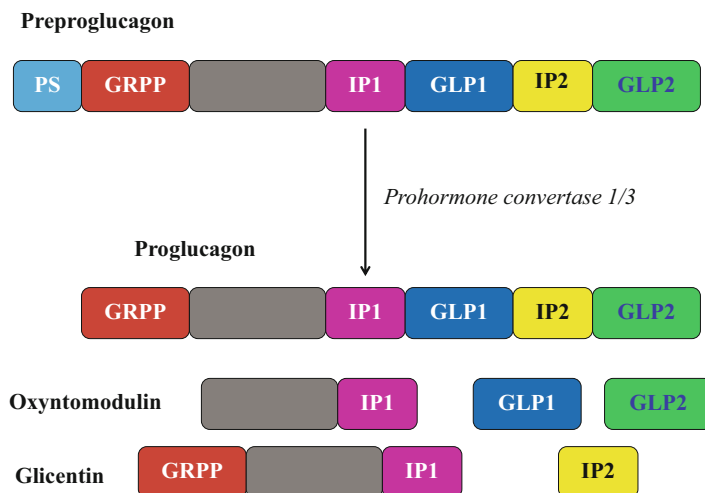 Preproglucagon
PS GRPP IP1 GLP1 IP2 GLP2
Prohormone convertase 1/3
Proglucagon
GRPP IP1 GLP1 IP2 GLP2
Oxyntomodulin IP1 GLP1 GLP2
Glicentin GRPP IP1 IP2